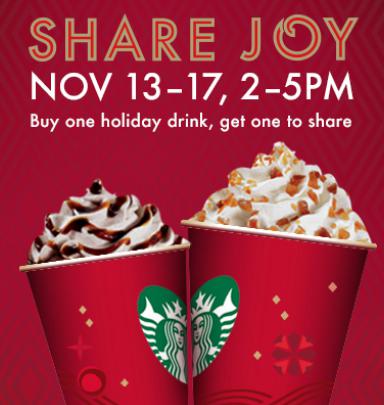 SHARE JOY
NOV 13–17, 2–5PM
Buy one holiday drink, get one to share